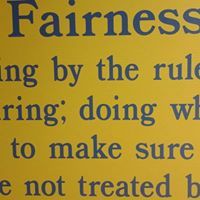 Fairness
ing by the rule
aring; doing wh
to make sure
e not treated b